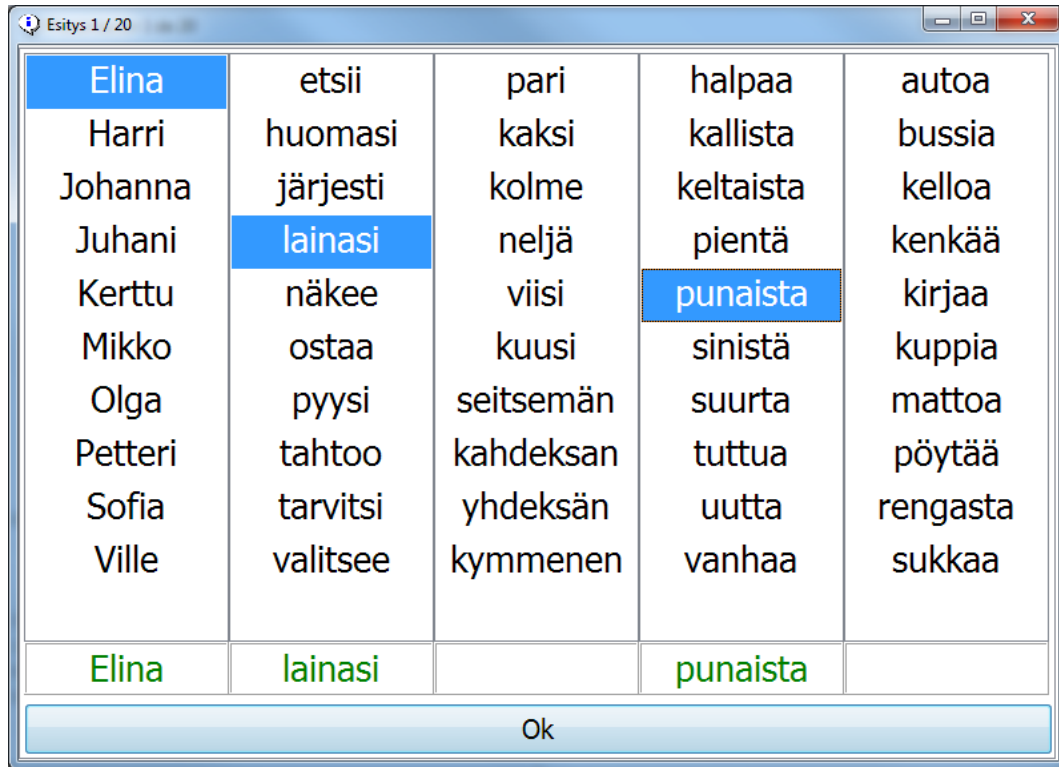 Esitys 1 / 20
Elina etsii pari halpaa autoa
Harri huomasi kaksi kallista bussia
Johanna järjesti kolme keltaista kelloa
Juhani lainasi neljä pientä kenkää
Kerttu näkee viisi punaista kirjaa
Mikko ostaa kuusi sinistä kuppia
Olga pyysi seitsemän suurta mattoa
Petteri tahtoo kahdeksan tuttua pöytää
Sofia tarvitsi yhdeksän uutta rengasta
Ville valitsee kymmenen vanhaa sukkaa
Elina lainasi punaista
Ok